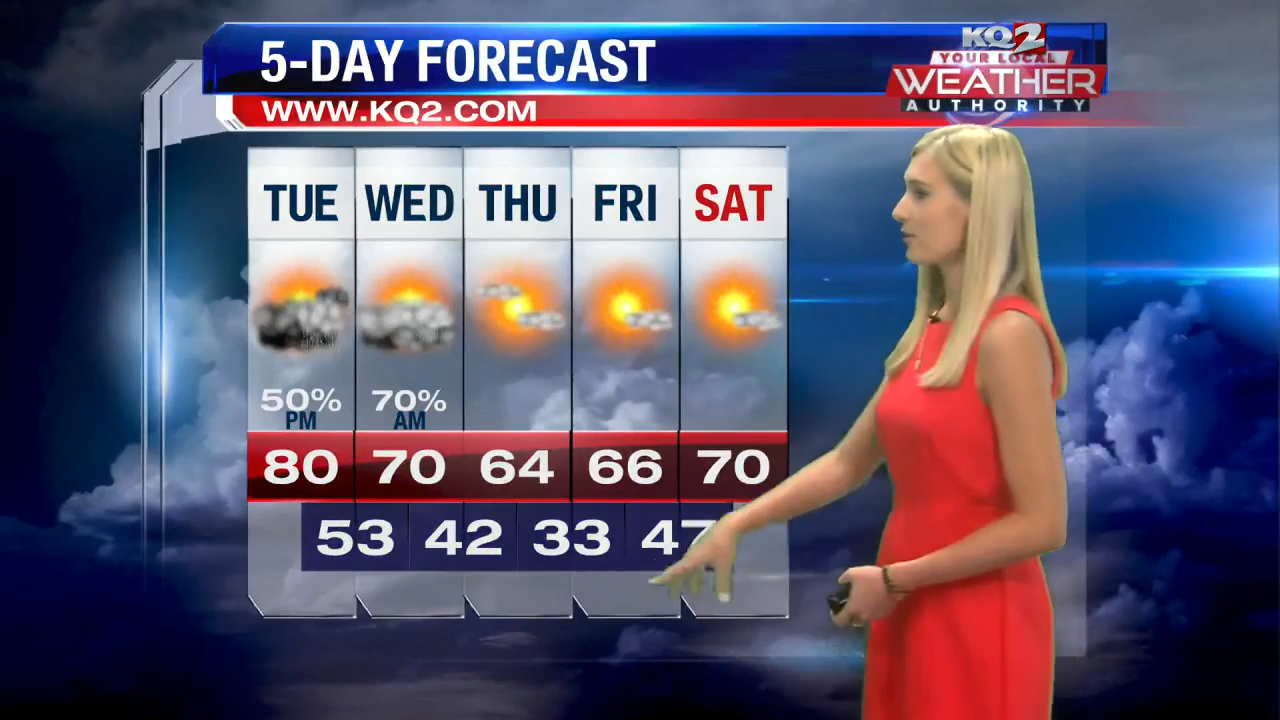 5-DAY FORECAST
WWW.KQ2.COM
KQ2
YOUR LOCAL
WEATHER
AUTHORITY
TUE WED THU FRI SAT
50% 70%
PM AM
80 70 64 66 70
53 42 33 47